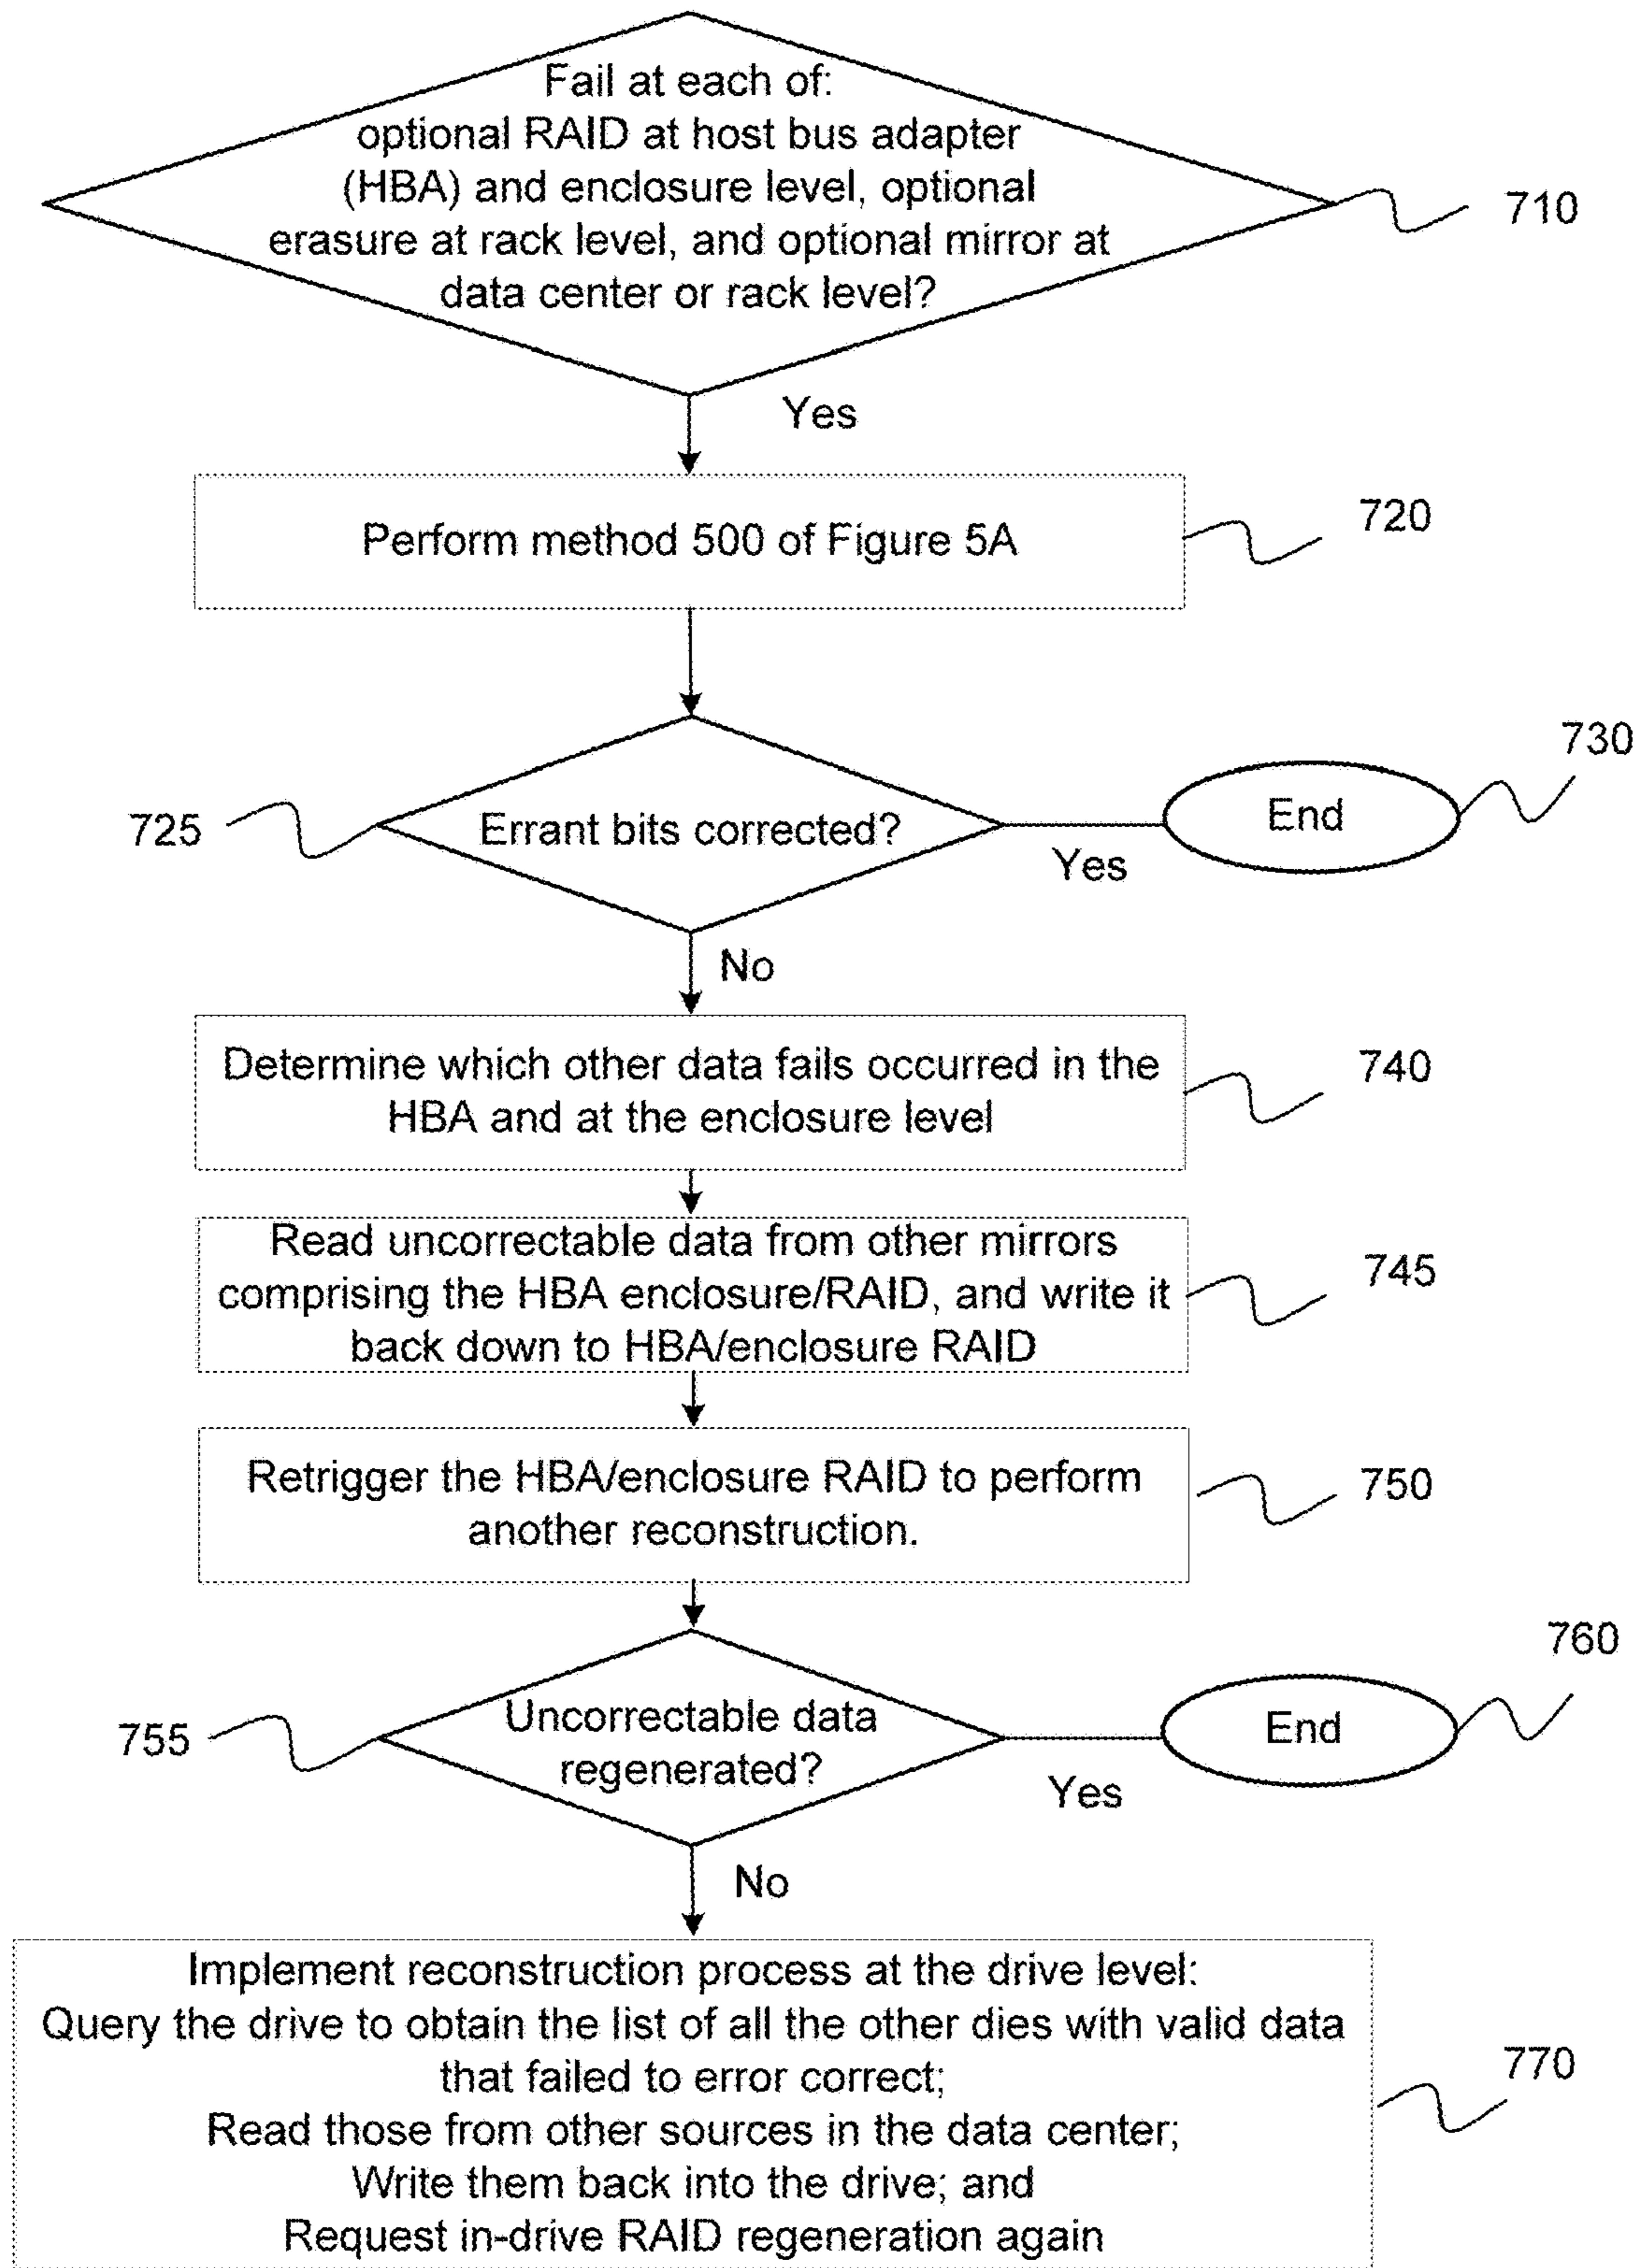 Fail at each of:
optional RAID at host bus adapter
(HBA) and enclosure level, optional
erasure at rack level, and optional mirror at
data center or rack level?
710
Yes
Perform method 500 of Figure 5A
720
Errant bits corrected?
725
Yes
End
730
No
Determine which other data fails occurred in the
HBA and at the enclosure level
740
Read uncorrectable data from other mirrors
comprising the HBA enclosure/RAID, and write it
back down to HBA/enclosure RAID
745
Retrigger the HBA/enclosure RAID to perform
another reconstruction.
750
Uncorrectable data
regenerated?
755
Yes
End
760
No
Implement reconstruction process at the drive level:
Query the drive to obtain the list of all the other dies with valid data
that failed to error correct;
Read those from other sources in the data center;
Write them back into the drive; and
Request in-drive RAID regeneration again
770